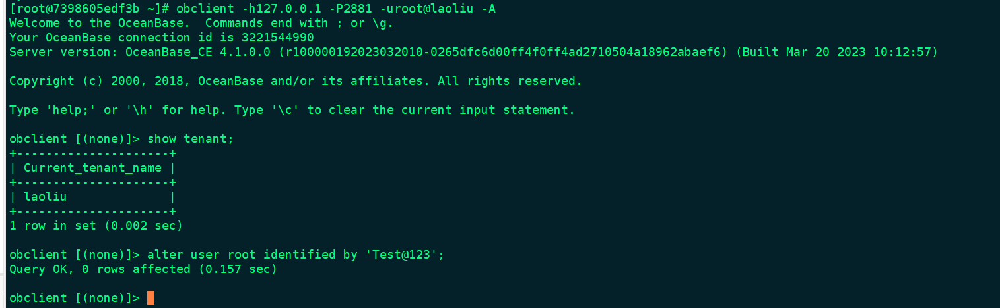 [root@7398605edf3b ~]# obclient -h127.0.0.1 -P2881 -uroot@laoliu -A
Welcome to the OceanBase.  Commands end with ; or \g.
Your OceanBase connection id is 3221544990
Server version: OceanBase_CE 4.1.0.0 (r100000192023032010-0265dfc6d00ff4f0ff4ad2710504a18962abaef6) (Built Mar 20 2023 10:12:57)
Copyright (c) 2000, 2018, OceanBase and/or its affiliates. All rights reserved.
Type 'help;' or '\h' for help. Type '\c' to clear the current input statement.
obclient [(none)]> show tenant;
+---------------------+
| Current_tenant_name |
+---------------------+
| laoliu              |
+---------------------+
1 row in set (0.002 sec)
obclient [(none)]> alter user root identified by 'Test@123';
Query OK, 0 rows affected (0.157 sec)
obclient [(none)]>